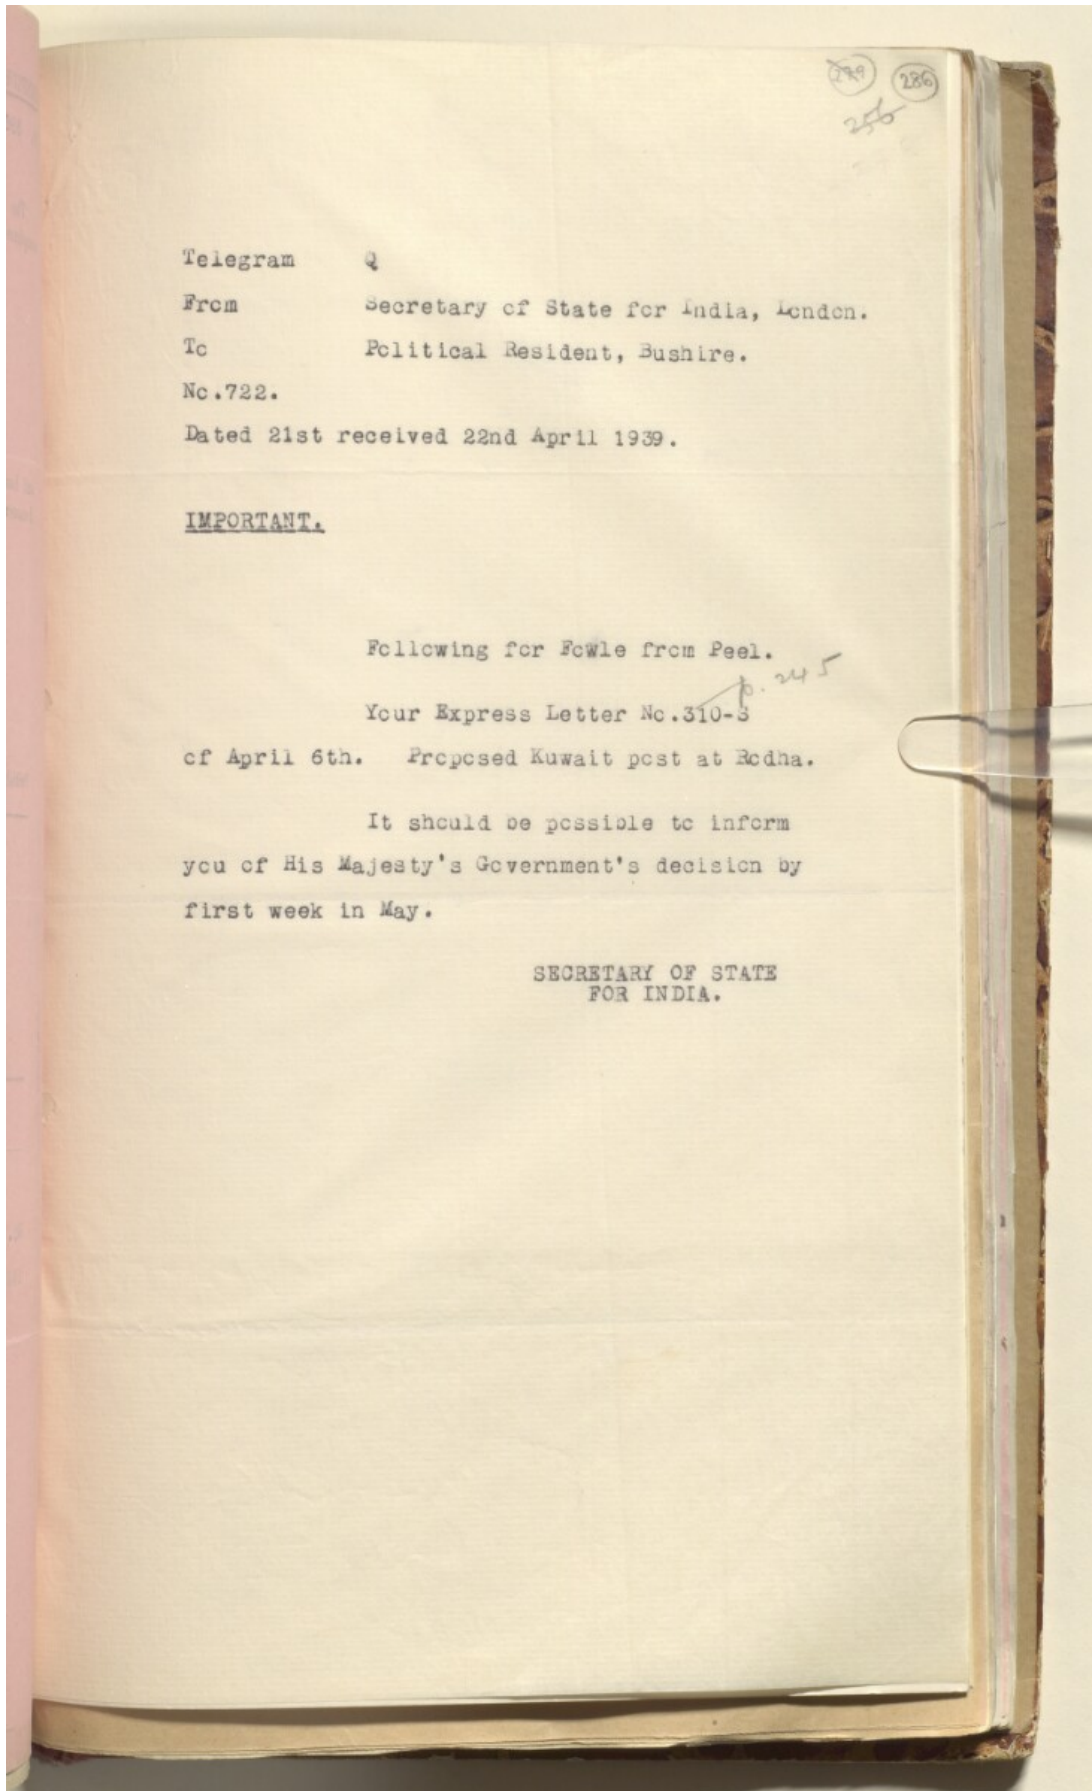 286
256
Telegram Q
From Secretary of State for India, London.
To Political Resident, Bushire.
No.722.
Dated 21st received 22nd April 1939.
IMPORTANT.
Following for Fowle from Peel.
p. 245
Your Express Letter No.310-S
of April 6th. Proposed Kuwait post at Rodha.
It should be possible to inform
you of His Majesty's Government's decision by
first week in May.
SECRETARY OF STATE
FOR INDIA.